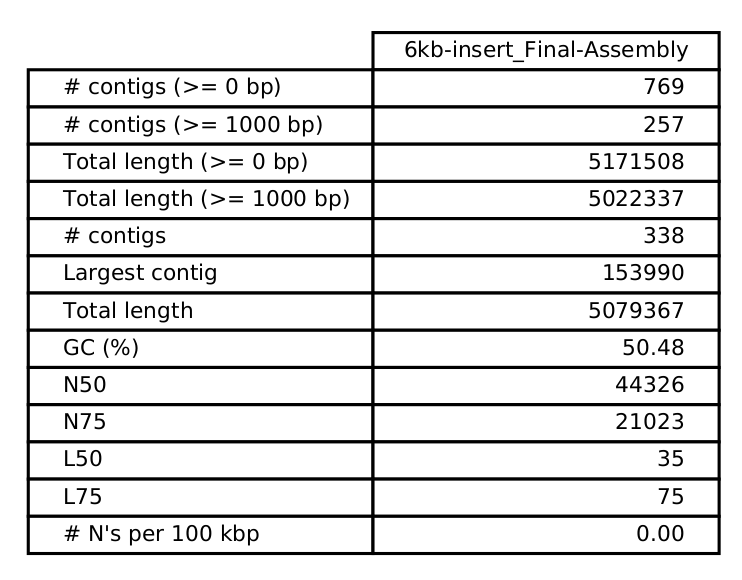 6kb-insert_Final-Assembly
# contigs (>= 0 bp) 769
# contigs (>= 1000 bp) 257
Total length (>= 0 bp) 5171508
Total length (>= 1000 bp) 5022337
# contigs 338
Largest contig 153990
Total length 5079367
GC (%) 50.48
N50 44326
N75 21023
L50 35
L75 75
# N's per 100 kbp 0.00